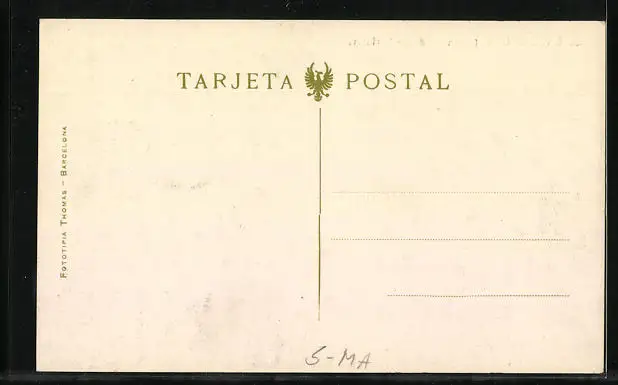 TARJETA POSTAL
FOTOTIPIA THOMAS - BARCELONA
5-MA